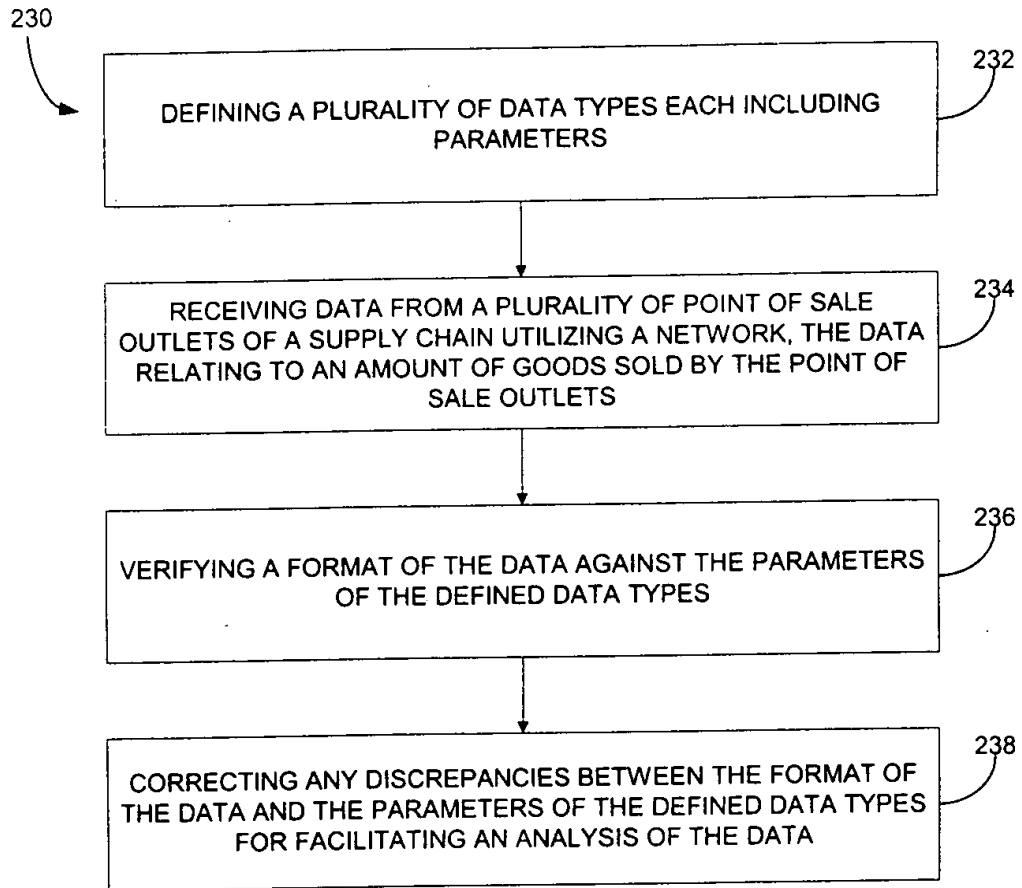 230
232
DEFINING A PLURALITY OF DATA TYPES EACH INCLUDING
PARAMETERS
234
RECEIVING DATA FROM A PLURALITY OF POINT OF SALE
OUTLETS OF A SUPPLY CHAIN UTILIZING A NETWORK, THE DATA
RELATING TO AN AMOUNT OF GOODS SOLD BY THE POINT OF
SALE OUTLETS
236
VERIFYING A FORMAT OF THE DATA AGAINST THE PARAMETERS
OF THE DEFINED DATA TYPES
238
CORRECTING ANY DISCREPANCIES BETWEEN THE FORMAT OF
THE DATA AND THE PARAMETERS OF THE DEFINED DATA TYPES
FOR FACILITATING AN ANALYSIS OF THE DATA